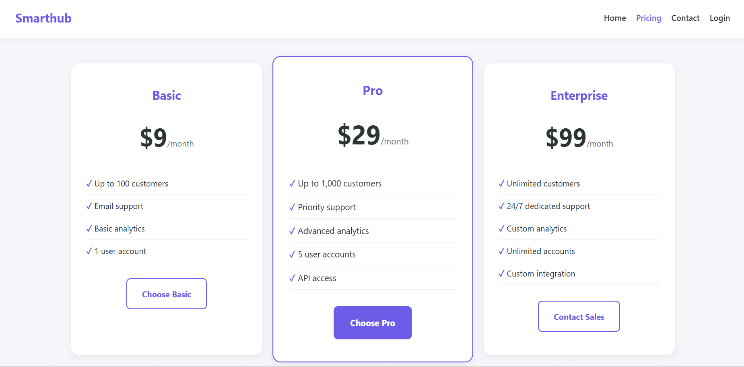 Smarthub
Home Pricing Contact Login
Basic
$9/month
✓ Up to 100 customers
✓ Email support
✓ Basic analytics
✓ 1 user account
Choose Basic
Pro
$29/month
✓ Up to 1,000 customers
✓ Priority support
✓ Advanced analytics
✓ 5 user accounts
✓ API access
Choose Pro
Enterprise
$99/month
✓ Unlimited customers
✓ 24/7 dedicated support
✓ Custom analytics
✓ Unlimited accounts
✓ Custom integration
Contact Sales